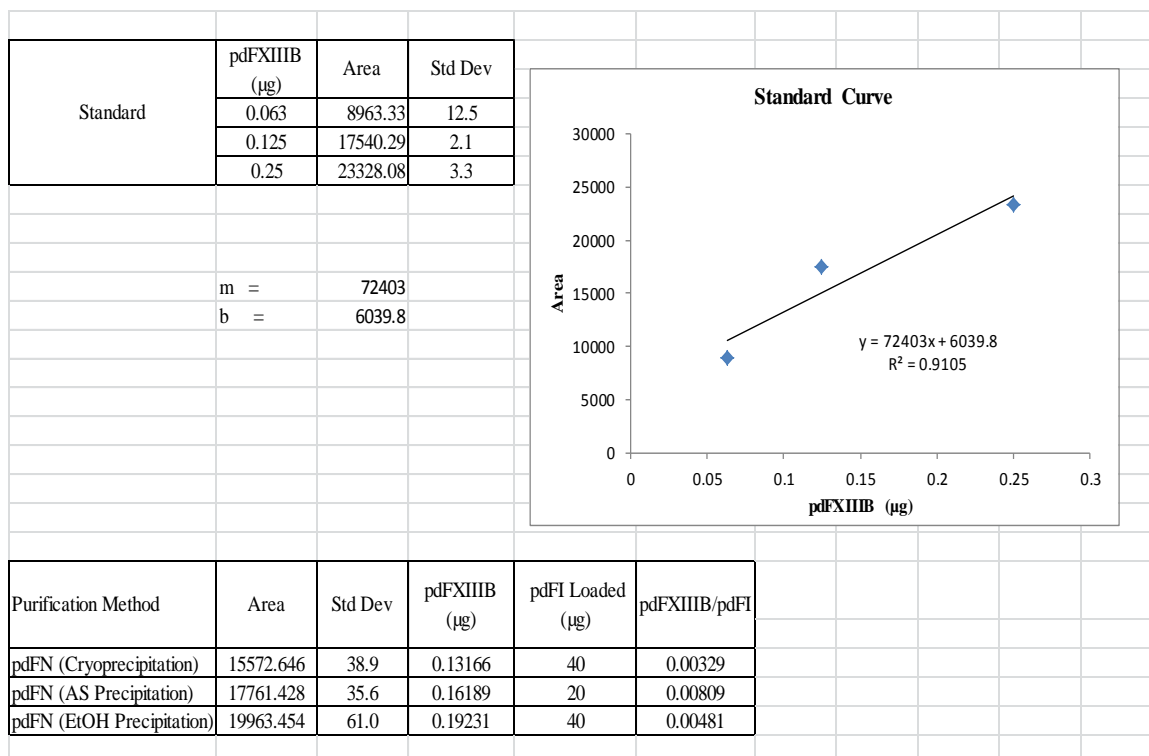 pdFXIIIB
(µg) Area Std Dev
Standard 0.063 8963.33 12.5
0.125 17540.29 2.1
0.25 23328.08 3.3
m = 72403
b = 6039.8
Standard Curve
30000
25000
20000
15000
10000
5000
0
Area
y = 72403x + 6039.8
R² = 0.9105
0 0.05 0.1 0.15 0.2 0.25 0.3
pdFXIIIB (µg)
Purification Method Area Std Dev pdFXIIIB (µg) pdFI Loaded (µg) pdFXIIIB/pdFI
pdFN (Cryoprecipitation) 15572.646 38.9 0.13166 40 0.00329
pdFN (AS Precipitation) 17761.428 35.6 0.16189 20 0.00809
pdFN (EtOH Precipitation) 19963.454 61.0 0.19231 40 0.00481